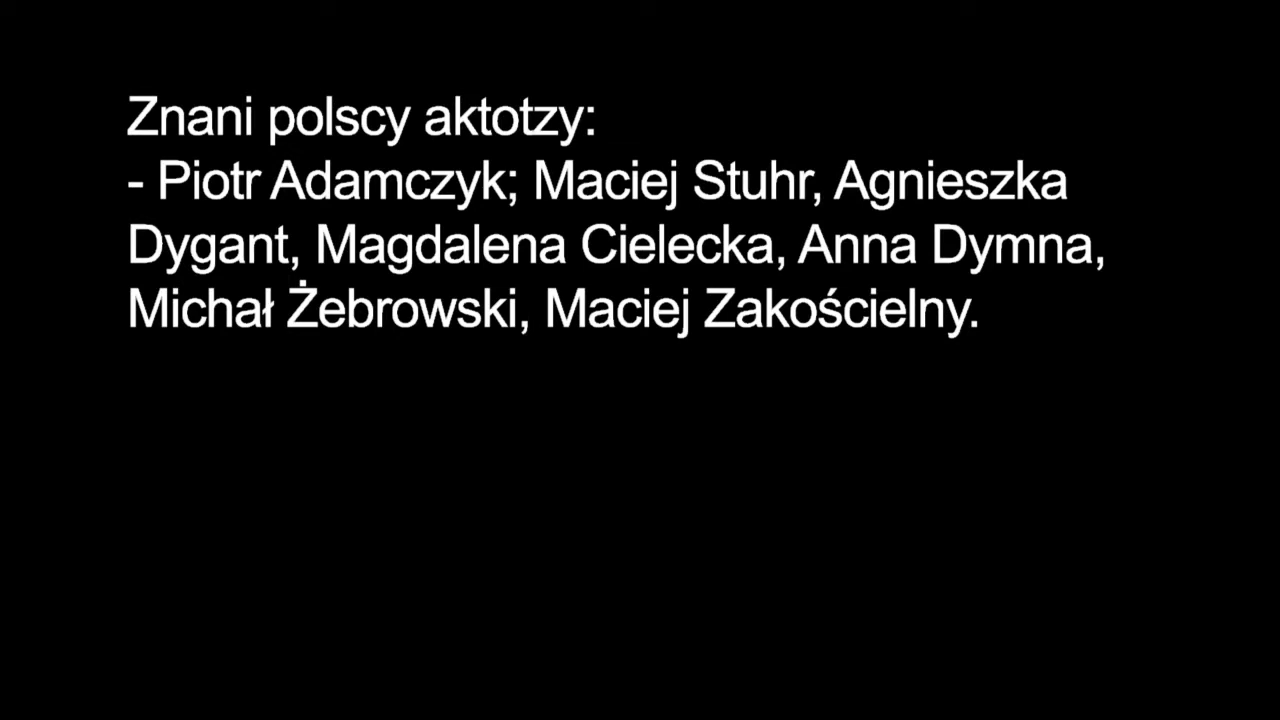 Znani polscy aktotzy:
- Piotr Adamczyk; Maciej Stuhr, Agnieszka
Dygant, Magdalena Cielecka, Anna Dymna,
Michał Żebrowski, Maciej Zakościelny.